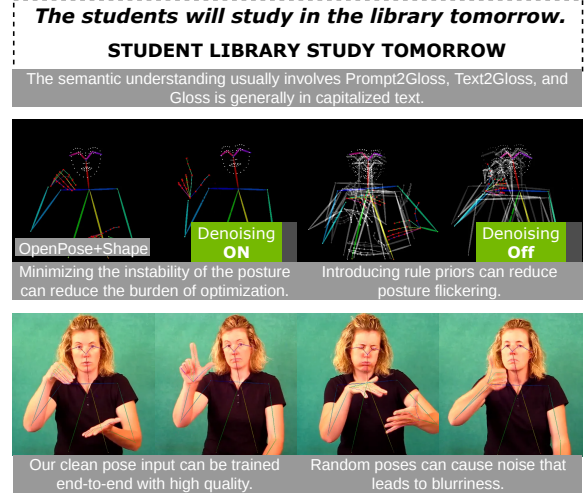 The students will study in the library tomorrow.
STUDENT LIBRARY STUDY TOMORROW
The semantic understanding usually involves Prompt2Gloss, Text2Gloss, and
Gloss is generally in capitalized text.
OpenPose+Shape
Denoising
ON
Denoising
Off
Minimizing the instability of the posture
can reduce the burden of optimization.
Introducing rule priors can reduce
posture flickering.
Our clean pose input can be trained
end-to-end with high quality.
Random poses can cause noise that
leads to blurriness.